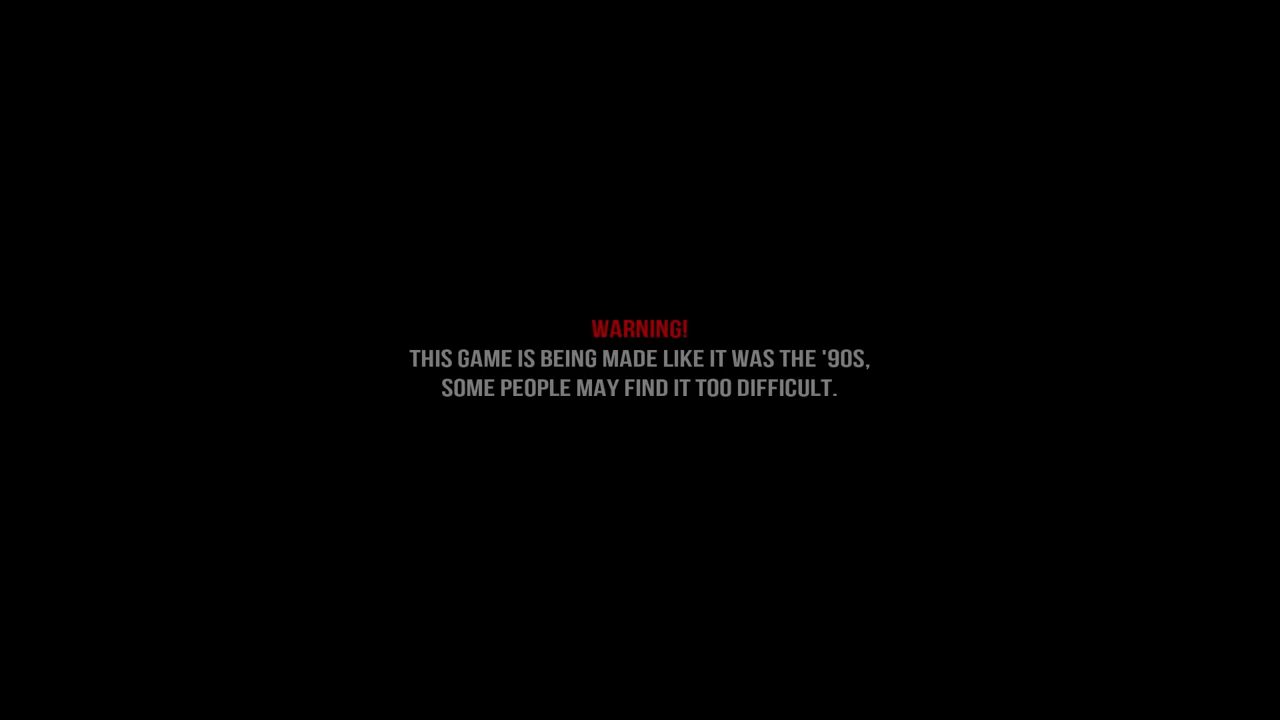 WARNING!
THIS GAME IS BEING MADE LIKE IT WAS THE '90S,
SOME PEOPLE MAY FIND IT TOO DIFFICULT.